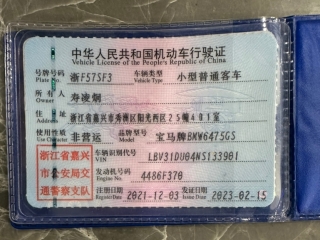 中华人民共和国机动车行驶证
Vehicle License of the People's Republic of China
号牌号码 浙F57SF3 车辆类型 小型普通客车
Plate No. Vehicle Type
所有人 寿凌烟
Owner
住址 浙江省嘉兴市秀洲区阳光西区25幢401室
Address
使用性质 非营运 品牌型号 宝马牌BMW6475GS
Use Character Model
浙江省嘉兴市公安局交通警察支队
车辆识别代号 LBV31DU04NS133901
VIN
发动机号码 4486F370
Engine No.
注册日期 2021-12-03 发证日期 2023-02-15
Register Date Issue Date